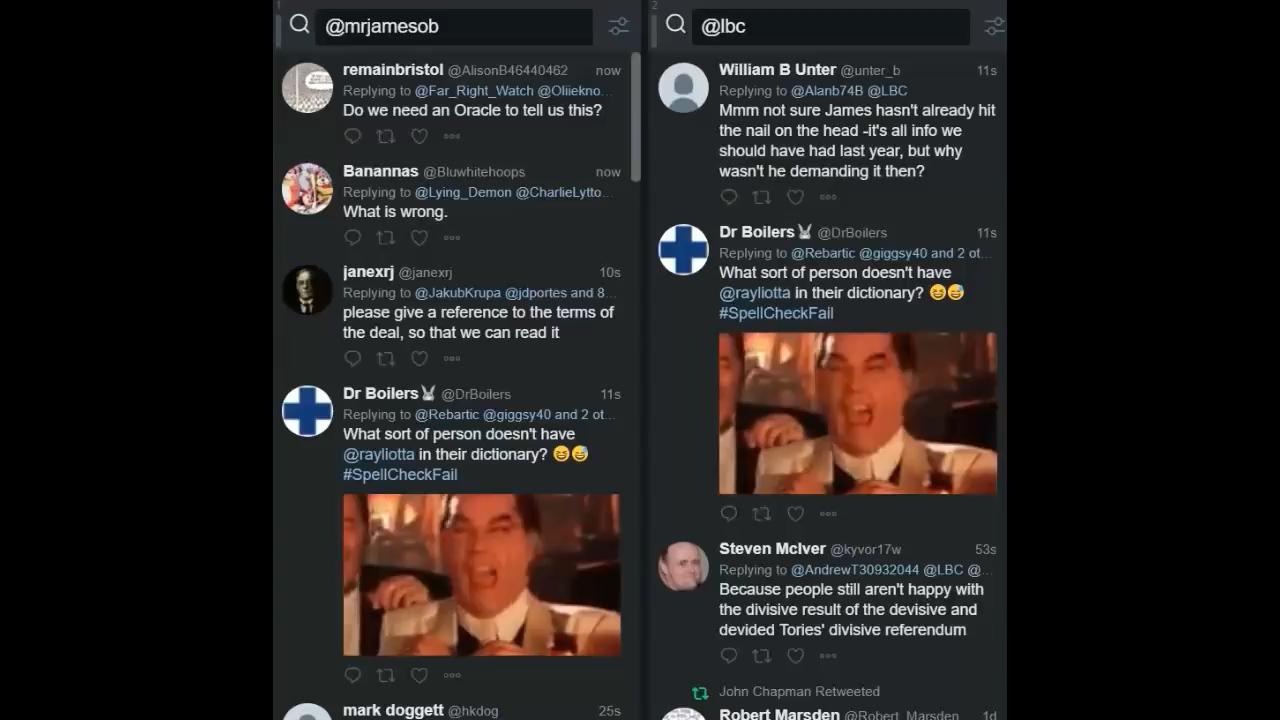 1
@mrjamesob
remainbristol @AlisonB46440462 now
Replying to @Far_Right_Watch @Oliiekno...
Do we need an Oracle to tell us this?
Banannas @Bluwhitehoops now
Replying to @Lying_Demon @CharlieLytto...
What is wrong.
janexrj @janexrj 10s
Replying to @JakubKrupa @jdportes and 8...
please give a reference to the terms of
the deal, so that we can read it
Dr Boilers @DrBoilers 11s
Replying to @Rebartic @giggsy40 and 2 ot...
What sort of person doesn't have
@rayliotta in their dictionary? 😆😅
#SpellCheckFail
mark doggett @hkdog 25s
2
@lbc
William B Unter @unter_b 11s
Replying to @Alanb74B @LBC
Mmm not sure James hasn't already hit
the nail on the head -it's all info we
should have had last year, but why
wasn't he demanding it then?
Dr Boilers @DrBoilers 11s
Replying to @Rebartic @giggsy40 and 2 ot...
What sort of person doesn't have
@rayliotta in their dictionary? 😆😅
#SpellCheckFail
Steven McIver @kyvor17w 53s
Replying to @AndrewT30932044 @LBC @...
Because people still aren't happy with
the divisive result of the devisive and
devided Tories' divisive referendum
John Chapman Retweeted
Robert Marsden @Robert_Marsden 1d